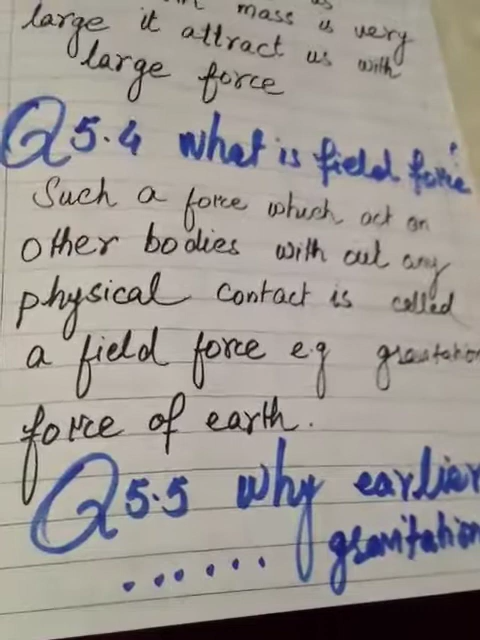 mass is very
large it attract us with
large force
Q5.4 what is field force
Such a force which act on
other bodies with out any
physical contact is called
a field force e.g gravitation
force of earth.
Q5.5 why earlier
gravitation
......